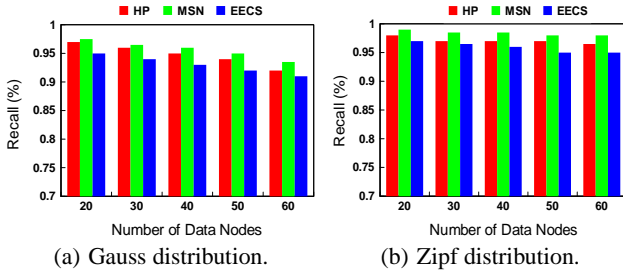 HP MSN EECS
1
0.95
0.9
0.85
0.8
0.75
0.7
Recall (%)
20 30 40 50 60
Number of Data Nodes
(a) Gauss distribution.
HP MSN EECS
1
0.95
0.9
0.85
0.8
0.75
0.7
Recall (%)
20 30 40 50 60
Number of Data Nodes
(b) Zipf distribution.